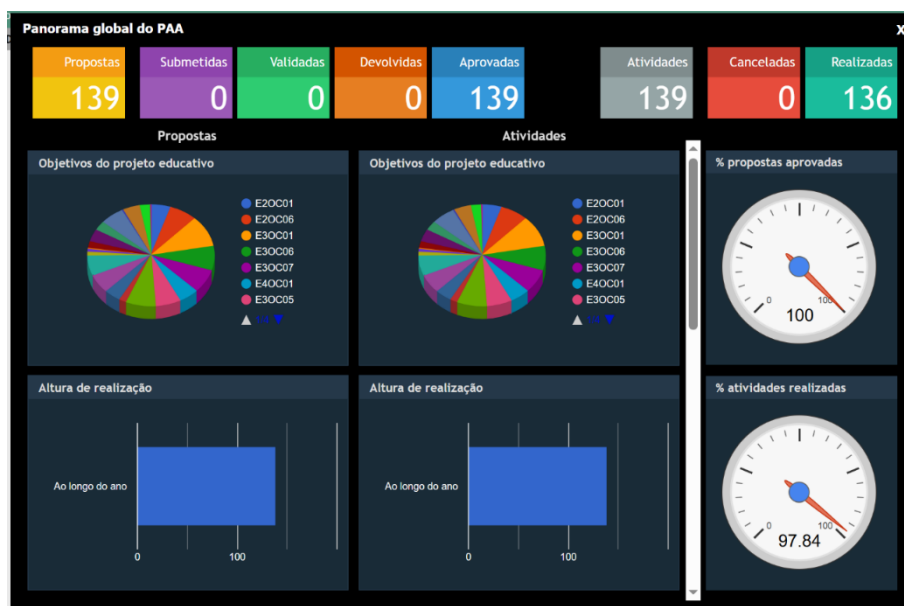 Panorama global do PAA
X
Propostas
139
Submetidas
0
Validadas
0
Devolvidas
0
Aprovadas
139
Atividades
139
Canceladas
0
Realizadas
136
Propostas
Atividades
Objetivos do projeto educativo
E2OC01
E2OC06
E3OC01
E3OC06
E3OC07
E4OC01
E3OC05
Objetivos do projeto educativo
E2OC01
E2OC06
E3OC01
E3OC06
E3OC07
E4OC01
E3OC05
% propostas aprovadas
0
100
100
Altura de realização
Ao longo do ano
0
100
Altura de realização
Ao longo do ano
0
100
% atividades realizadas
0
100
97.84